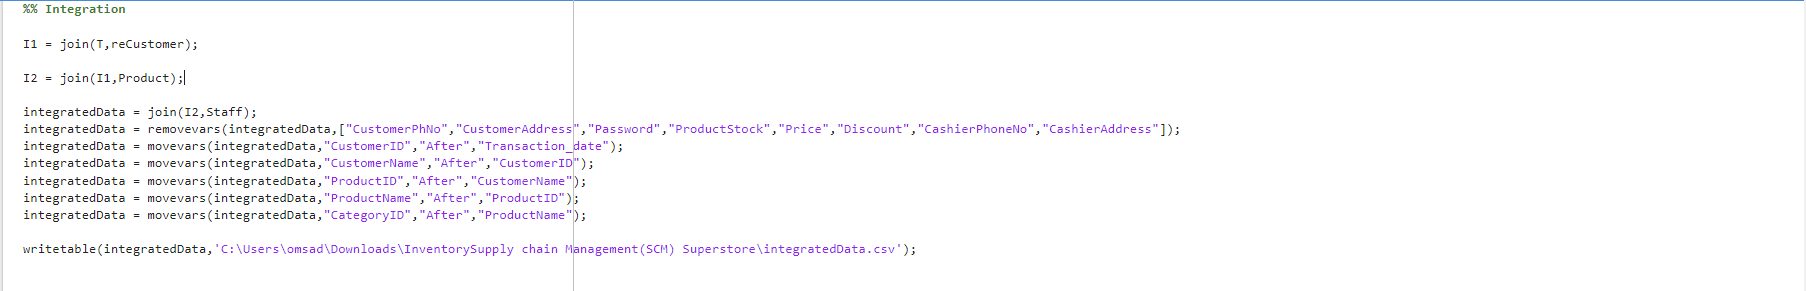 %% Integration
I1 = join(T,reCustomer);
I2 = join(I1,Product);
integratedData = join(I2,Staff);
integratedData = removevars(integratedData,["CustomerPhNo","CustomerAddress","Password","ProductStock","Price","Discount","CashierPhoneNo","CashierAddress"]);
integratedData = movevars(integratedData,"CustomerID","After","Transaction_date");
integratedData = movevars(integratedData,"CustomerName","After","CustomerID");
integratedData = movevars(integratedData,"ProductID","After","CustomerName");
integratedData = movevars(integratedData,"ProductName","After","ProductID");
integratedData = movevars(integratedData,"CategoryID","After","ProductName");
writetable(integratedData,'C:\Users\omsad\Downloads\InventorySupply chain Management(SCM) Superstore\integratedData.csv');